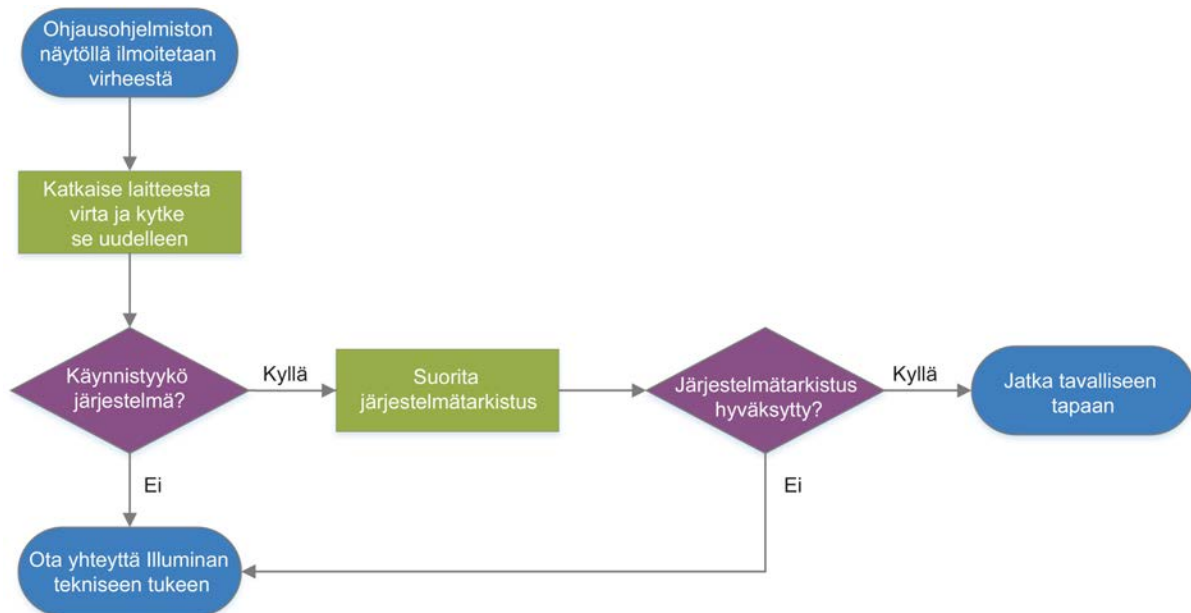 Ohjausohjelmiston
näytöllä ilmoitetaan
virheestä
Katkaise laitteesta
virta ja kytke
se uudelleen
Käynnistyykö
järjestelmä?
Kyllä
Suorita
järjestelmätarkistus
Järjestelmätarkistus
hyväksytty?
Kyllä
Jatka tavalliseen
tapaan
Ei
Ei
Ota yhteyttä Illuminan
tekniseen tukeen